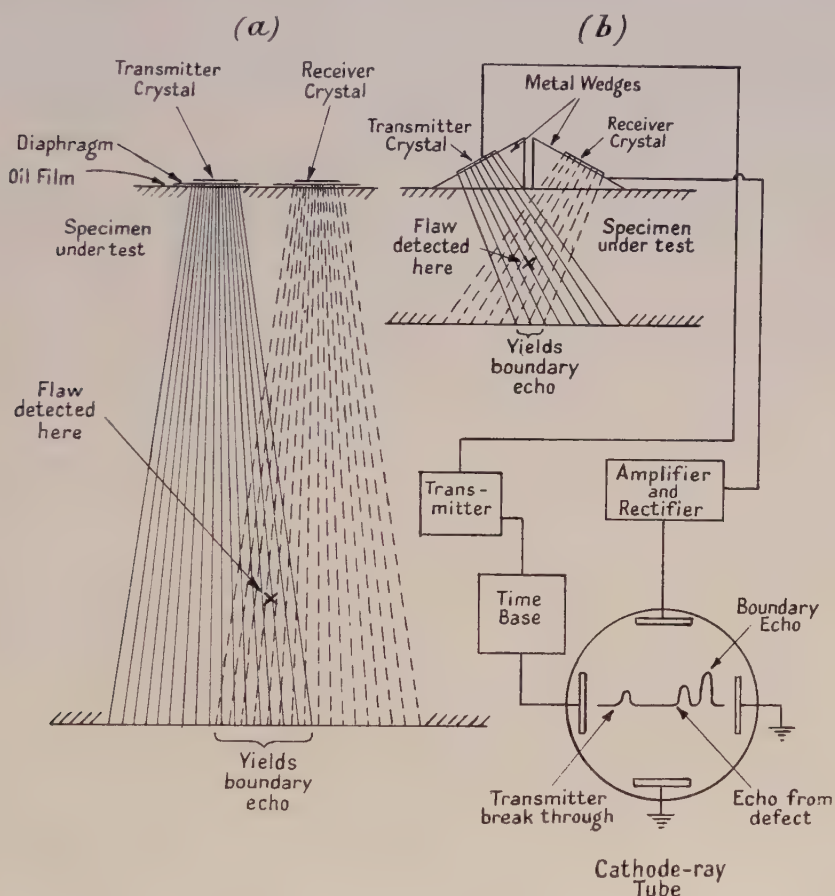 (a)
Transmitter
Crystal
Receiver
Crystal
Diaphragm
Oil Film
Specimen
under test
Flaw
detected
here
Yields
boundary
echo
(b)
Metal Wedges
Transmitter
Crystal
Receiver
Crystal
Flaw
detected
here
Specimen
under test
Yields
boundary
echo
Trans-
mitter
Amplifier
and
Rectifier
Time
Base
Boundary
Echo
Transmitter
break through
Echo from
defect
Cathode-ray
Tube